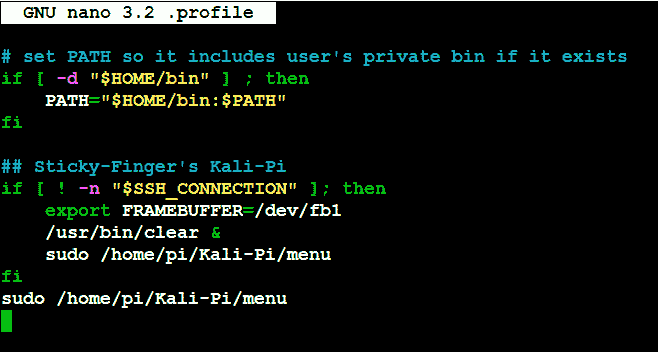 GNU nano 3.2 .profile
# set PATH so it includes user's private bin if it exists
if [ -d "$HOME/bin" ] ; then
    PATH="$HOME/bin:$PATH"
fi
## Sticky-Finger's Kali-Pi
if [ ! -n "$SSH_CONNECTION" ]; then
    export FRAMEBUFFER=/dev/fb1
    /usr/bin/clear &
    sudo /home/pi/Kali-Pi/menu
fi
sudo /home/pi/Kali-Pi/menu